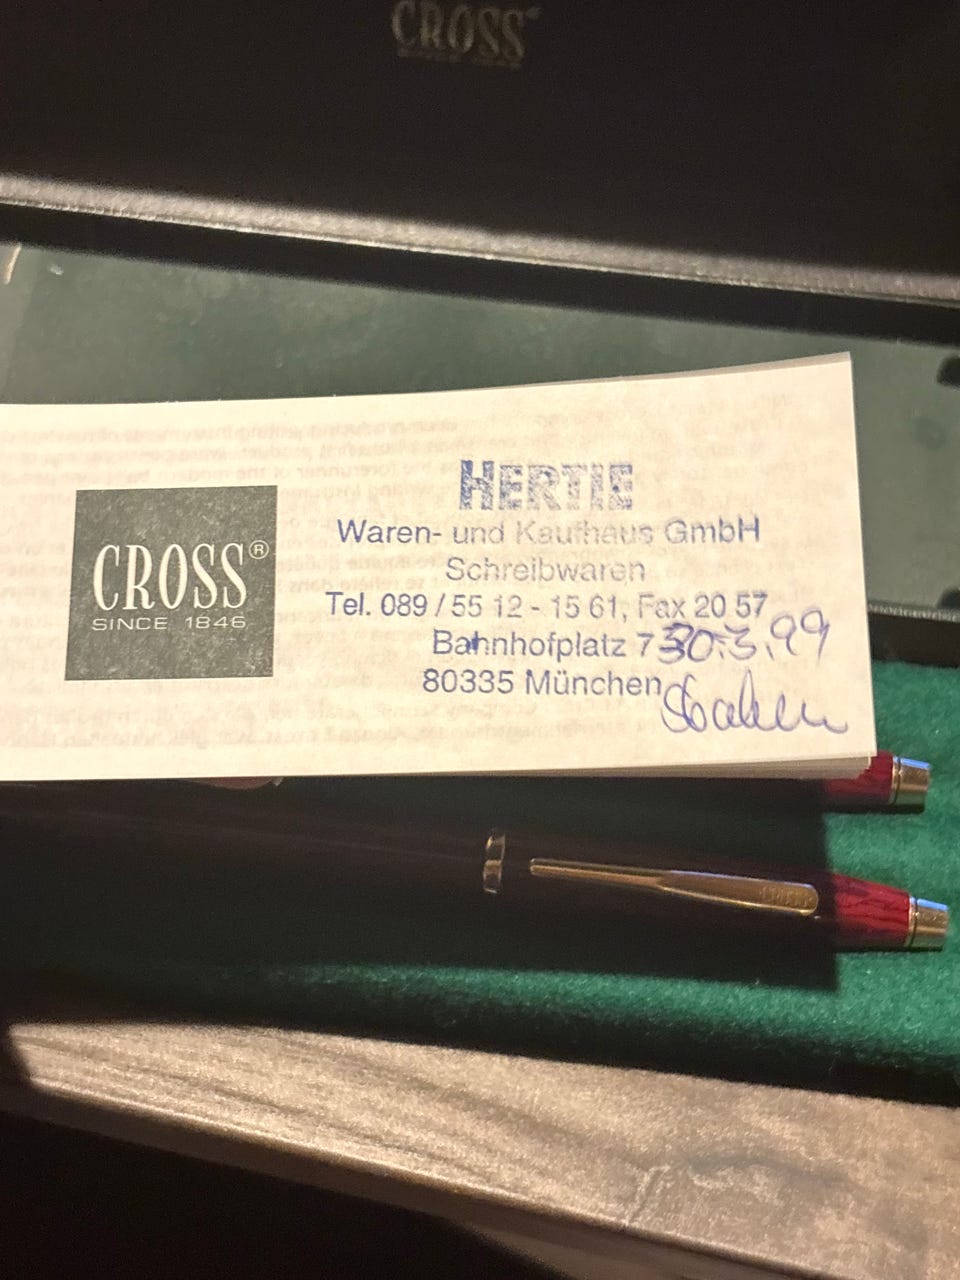 CROSS
HERTIE
Waren- und Kaufhaus GmbH
CROSS®
SINCE 1846
Schreibwaren
Tel. 089 / 55 12 - 15 61, Fax 20 57
Bahnhofplatz 7 30.3.99
80335 München
CROSS